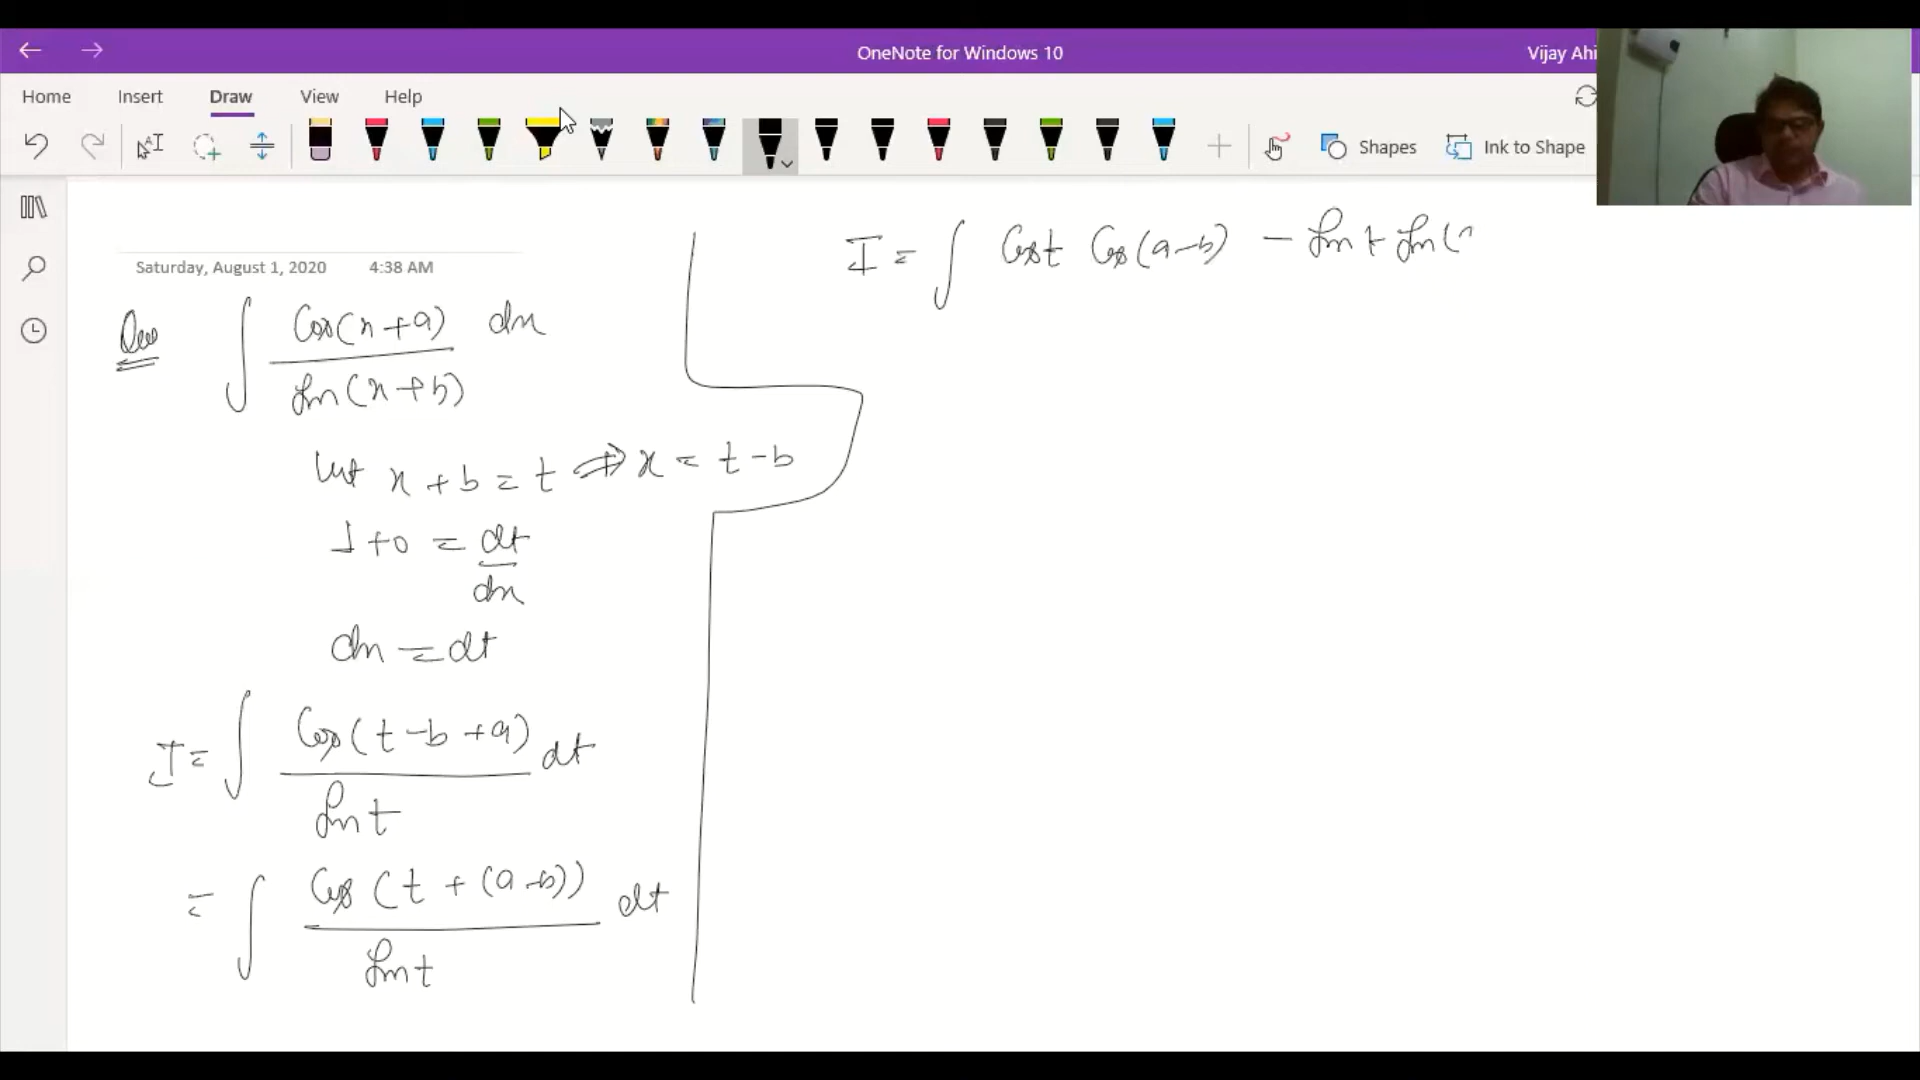 OneNote for Windows 10
Vijay Ahi
Home Insert Draw View Help
Shapes Ink to Shape
Saturday, August 1, 2020 4:38 AM
Que ∫ Cos(x+a) dx
Sin(x+b)
let x + b = t ⇒ x = t - b
1 + 0 = dt
dx
dx = dt
I = ∫ Cos(t-b+a) dt
Sin t
= ∫ Cos (t + (a-b)) dt
Sin t
I = ∫ Cos t Cos(a-b) - Sin t Sin(